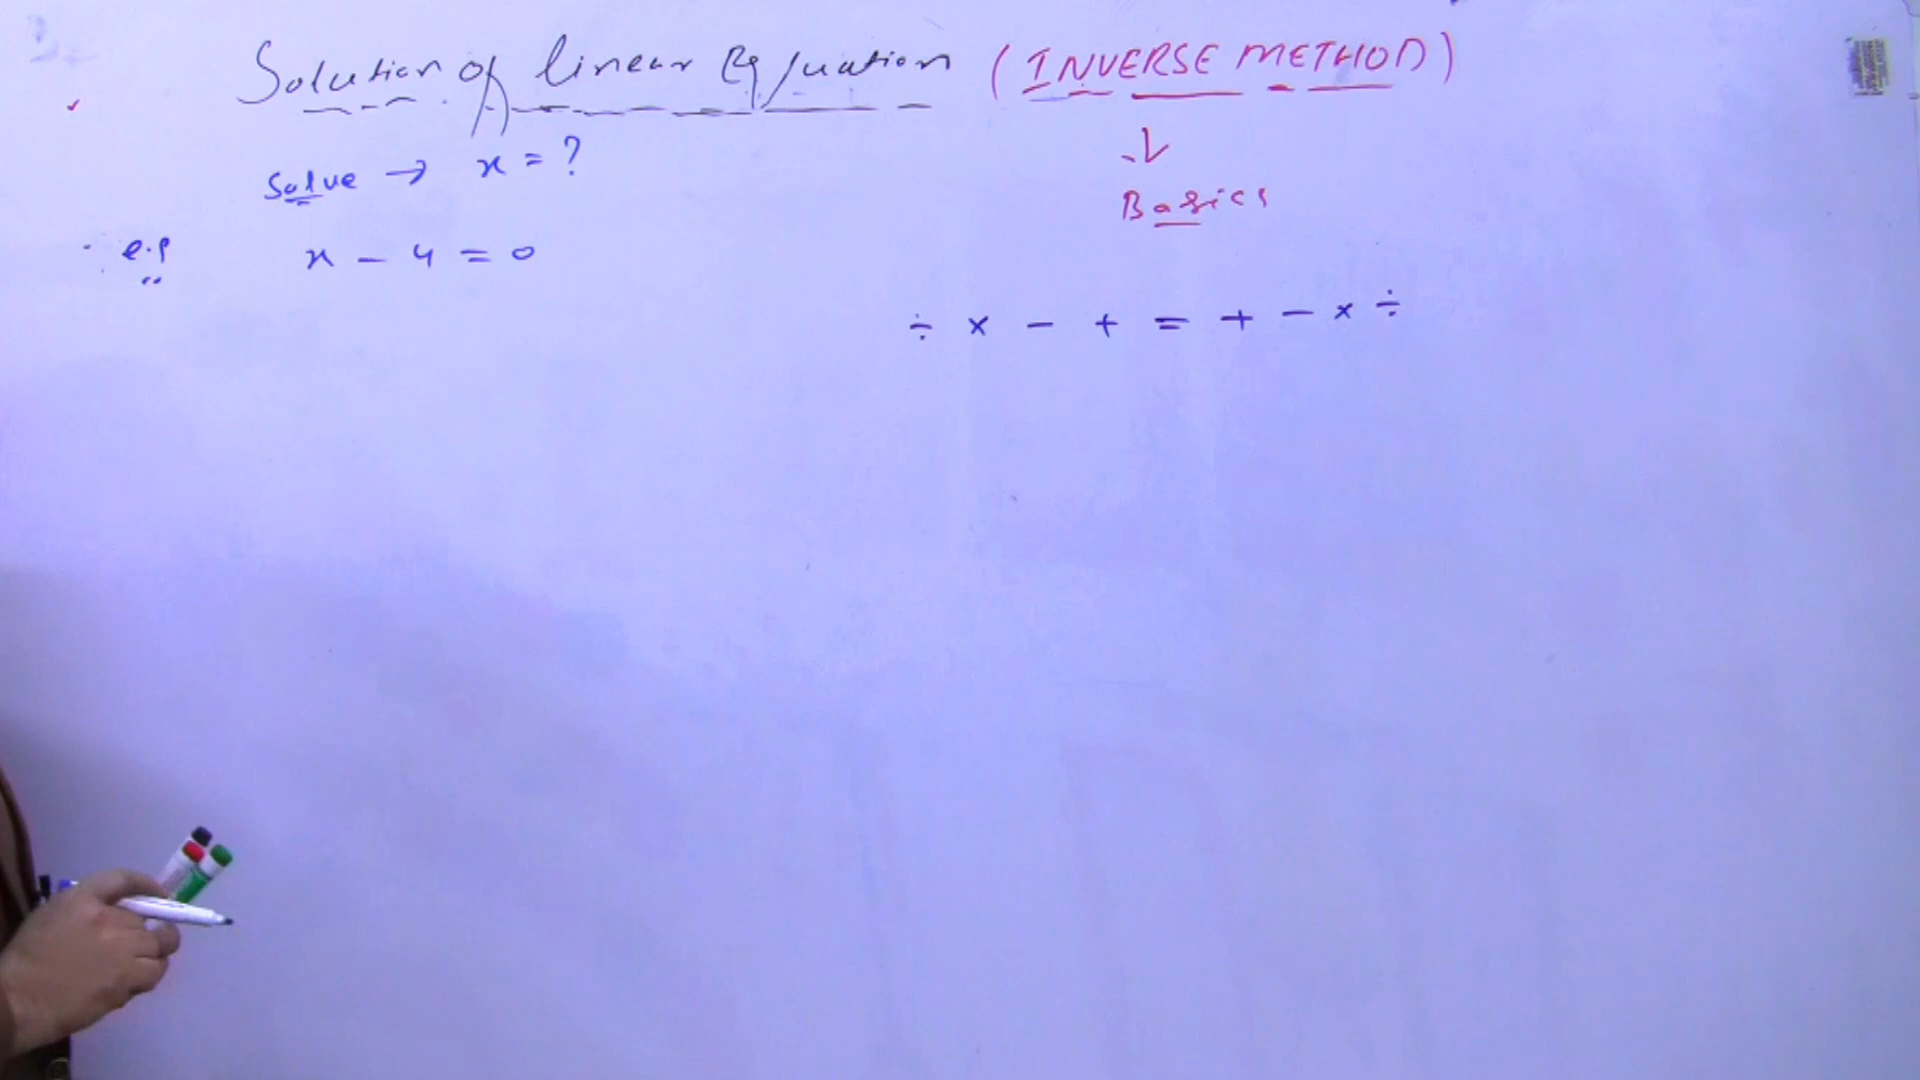 Solution of linear Equation (INVERSE METHOD)
Solve → x = ?
↓
Basics
e.g x - 4 = 0
÷ × - + = + - × ÷